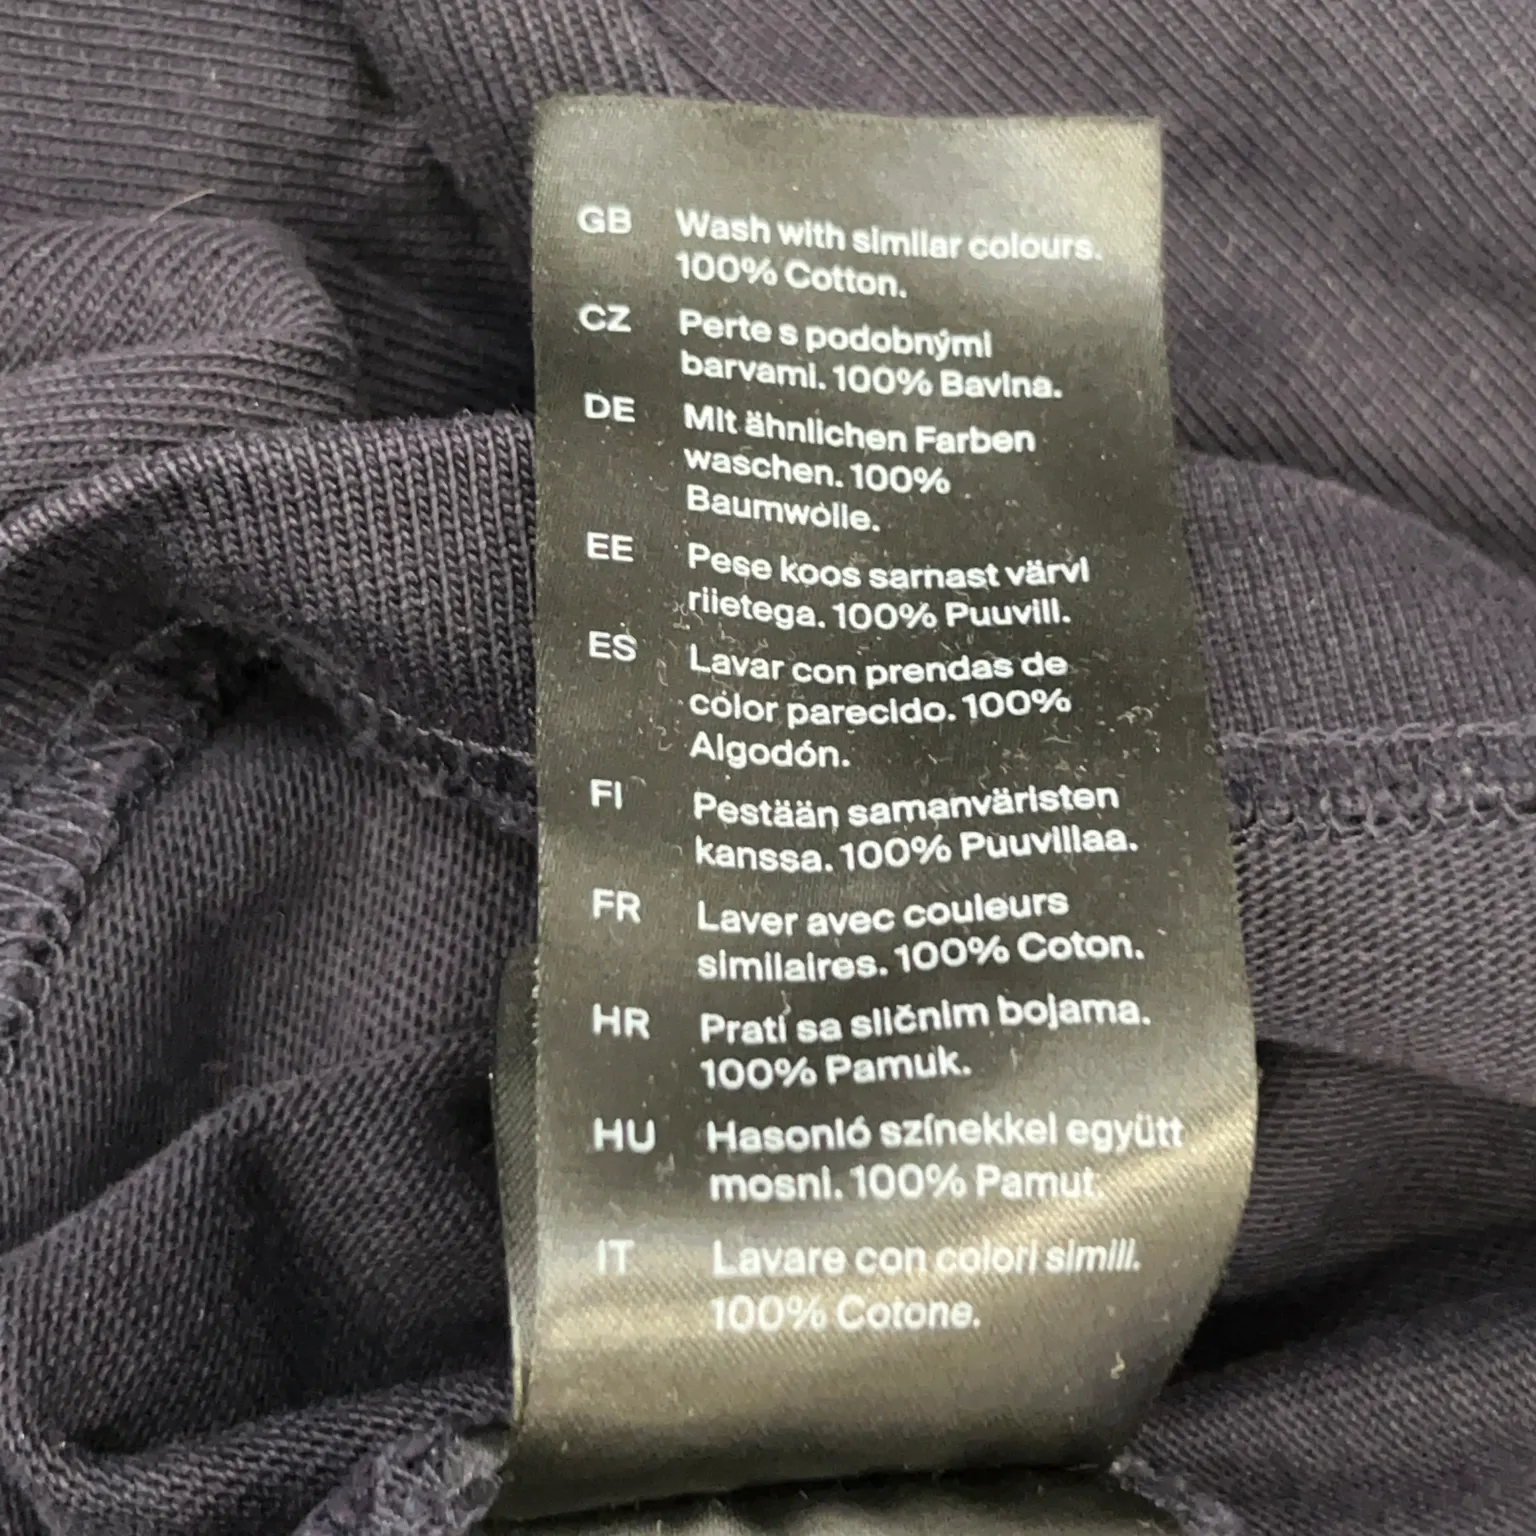 GB Wash with similar colours.
100% Cotton.
CZ Perte s podobnými
barvami. 100% Bavlna.
DE Mit ähnlichen Farben
waschen. 100%
Baumwolle.
EE Pese koos sarnast värvi
riietega. 100% Puuvill.
ES Lavar con prendas de
color parecido. 100%
Algodón.
FI Pestään samanväristen
kanssa. 100% Puuvillaa.
FR Laver avec couleurs
similaires. 100% Coton.
HR Prati sa sličnim bojama.
100% Pamuk.
HU Hasonló színekkel együtt
mosni. 100% Pamut.
IT Lavare con colori simili.
100% Cotone.